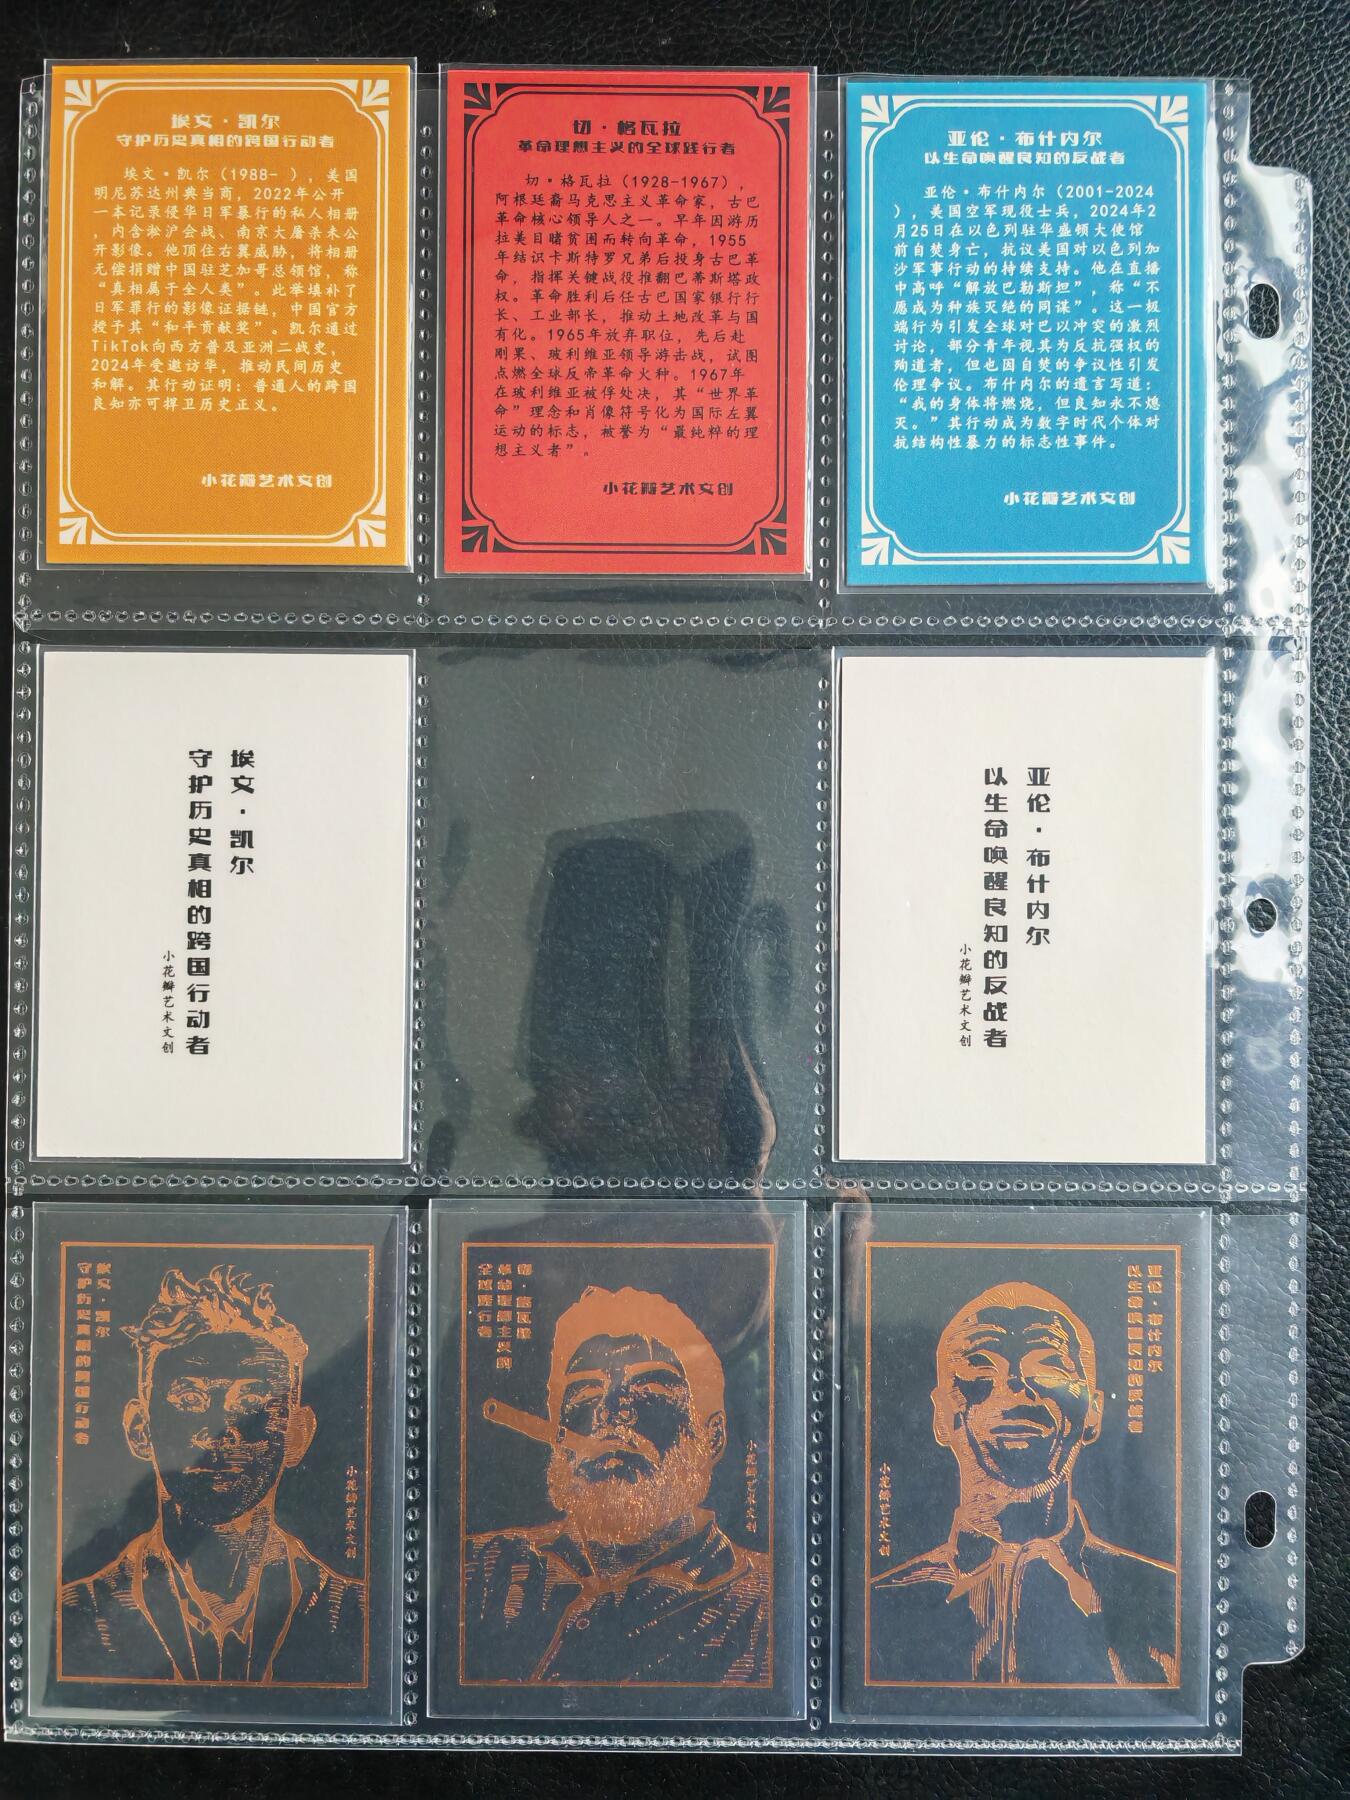 埃文·凯尔
守护历史真相的跨国行动者
埃文·凯尔（1988- ），美国
明尼苏达州典当商，2022年公开
一本记录侵华日军暴行的私人相册
，内含淞沪会战、南京大屠杀未公
开影像。他顶住右翼威胁，将相册
无偿捐赠中国驻芝加哥总领馆，称
“真相属于全人类”。此举填补了
日军罪行的影像证据链，中国官方
授予其“和平贡献奖”。凯尔通过
TikTok向西方普及亚洲二战史，
2024年受邀访华，推动民间历史
和解。其行动证明：普通人的跨国
良知亦可捍卫历史正义。
小花瓣艺术文创
切·格瓦拉
革命理想主义的全球践行者
切·格瓦拉（1928-1967），
阿根廷裔马克思主义革命家，古巴
革命核心领导人之一。早年因游历
拉美目睹贫困而转向革命，1955
年结识卡斯特罗兄弟后投身古巴革
命，指挥关键战役推翻巴蒂斯塔政
权。革命胜利后任古巴国家银行行
长、工业部长，推动土地改革与国
有化。1965年放弃职位，先后赴
刚果、玻利维亚领导游击战，试图
点燃全球反帝革命火种。1967年
在玻利维亚被俘处决，其“世界革
命”理念和肖像符号化为国际左翼
运动的标志，被誉为“最纯粹的理
想主义者”。
小花瓣艺术文创
亚伦·布什内尔
以生命唤醒良知的反战者
亚伦·布什内尔（2001-2024
），美国空军现役士兵，2024年2
月25日在以色列驻华盛顿大使馆
前自焚身亡，抗议美国对以色列加
沙军事行动的持续支持。他在直播
中高呼“解放巴勒斯坦”，称“不
愿成为种族灭绝的同谋”。这一极
端行为引发全球对巴以冲突的激烈
讨论，部分青年视其为反抗强权的
殉道者，但也因自焚的争议性引发
伦理争议。布什内尔的遗言写道：
“我的身体将燃烧，但良知永不熄
灭。”其行动成为数字时代个体对
抗结构性暴力的标志性事件。
小花瓣艺术文创
埃文·凯尔
守护历史真相的跨国行动者
小花瓣艺术文创
亚伦·布什内尔
以生命唤醒良知的反战者
小花瓣艺术文创
埃文·凯尔
守护历史真相的跨国行动者
小花瓣艺术文创
切·格瓦拉
革命理想主义的
全球践行者
小花瓣艺术文创
亚伦·布什内尔
以生命唤醒良知的反战者
小花瓣艺术文创